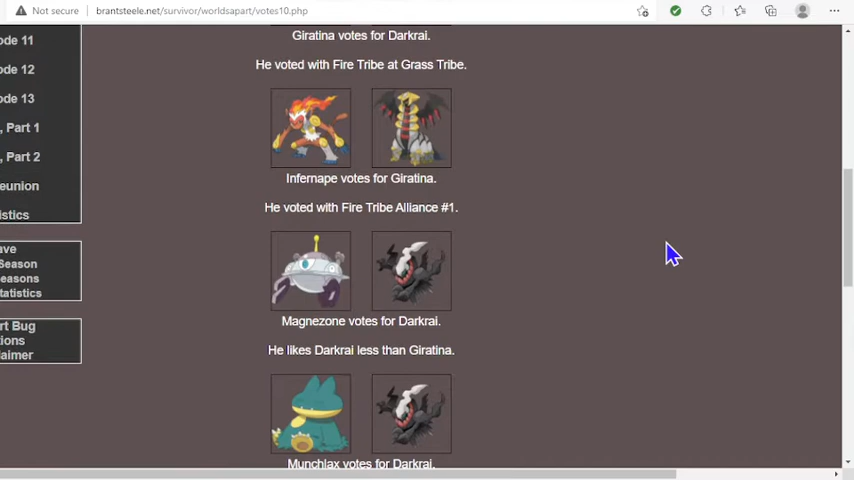 Not secure
brantsteele.net/survivor/worldsapart/votes10.php
ode 11
ode 12
ode 13
, Part 1
, Part 2
eunion
istics
ave
Season
easons
tatistics
rt Bug
tions
laimer
Giratina votes for Darkrai.
He voted with Fire Tribe at Grass Tribe.
Infernape votes for Giratina.
He voted with Fire Tribe Alliance #1.
Magnezone votes for Darkrai.
He likes Darkrai less than Giratina.
Munchlax votes for Darkrai.